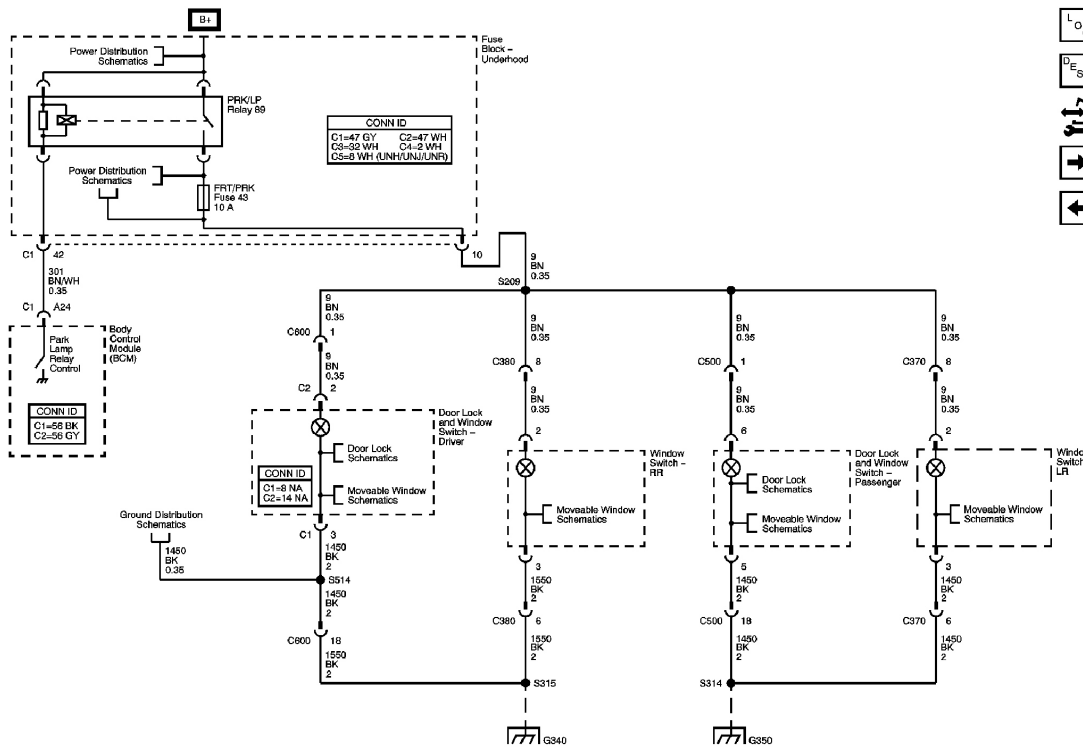 B+
Fuse
Block –
Underhood
Power Distribution
Schematics
PRK/LP
Relay 89
CONN ID
C1=47 GY C2=47 WH
C3=32 WH C4=2 WH
C5=8 WH (UNH/UNJ/UNR)
Power Distribution
Schematics
FRT/PRK
Fuse 43
10 A
C1 42
10
301
BN/WH
0.35
C1 A24
Body
Control
Module
(BCM)
Park
Lamp
Relay
Control
CONN ID
C1=56 BK
C2=56 GY
9
BN
0.35
S209
9
BN
0.35
9
BN
0.35
9
BN
0.35
9
BN
0.35
C600 1
C380 8
C500 1
C370 8
9
BN
0.35
9
BN
0.35
9
BN
0.35
9
BN
0.35
C2 2
2
6
2
Door Lock
and Window
Switch –
Driver
Door Lock
Schematics
Moveable Window
Schematics
CONN ID
C1=8 NA
C2=14 NA
Window
Switch –
RR
Moveable Window
Schematics
Door Lock
and Window
Switch –
Passenger
Door Lock
Schematics
Moveable Window
Schematics
LR
Moveable Window
Schematics
Ground Distribution
Schematics
1450
BK
0.35
C1 3
1450
BK
2
S514
1450
BK
2
C600 18
1550
BK
2
3
1550
BK
2
C380 6
1550
BK
2
S315
G340
5
1450
BK
2
C500 18
1450
BK
2
S314
G350
3
1450
BK
2
C370 6
1450
BK
2